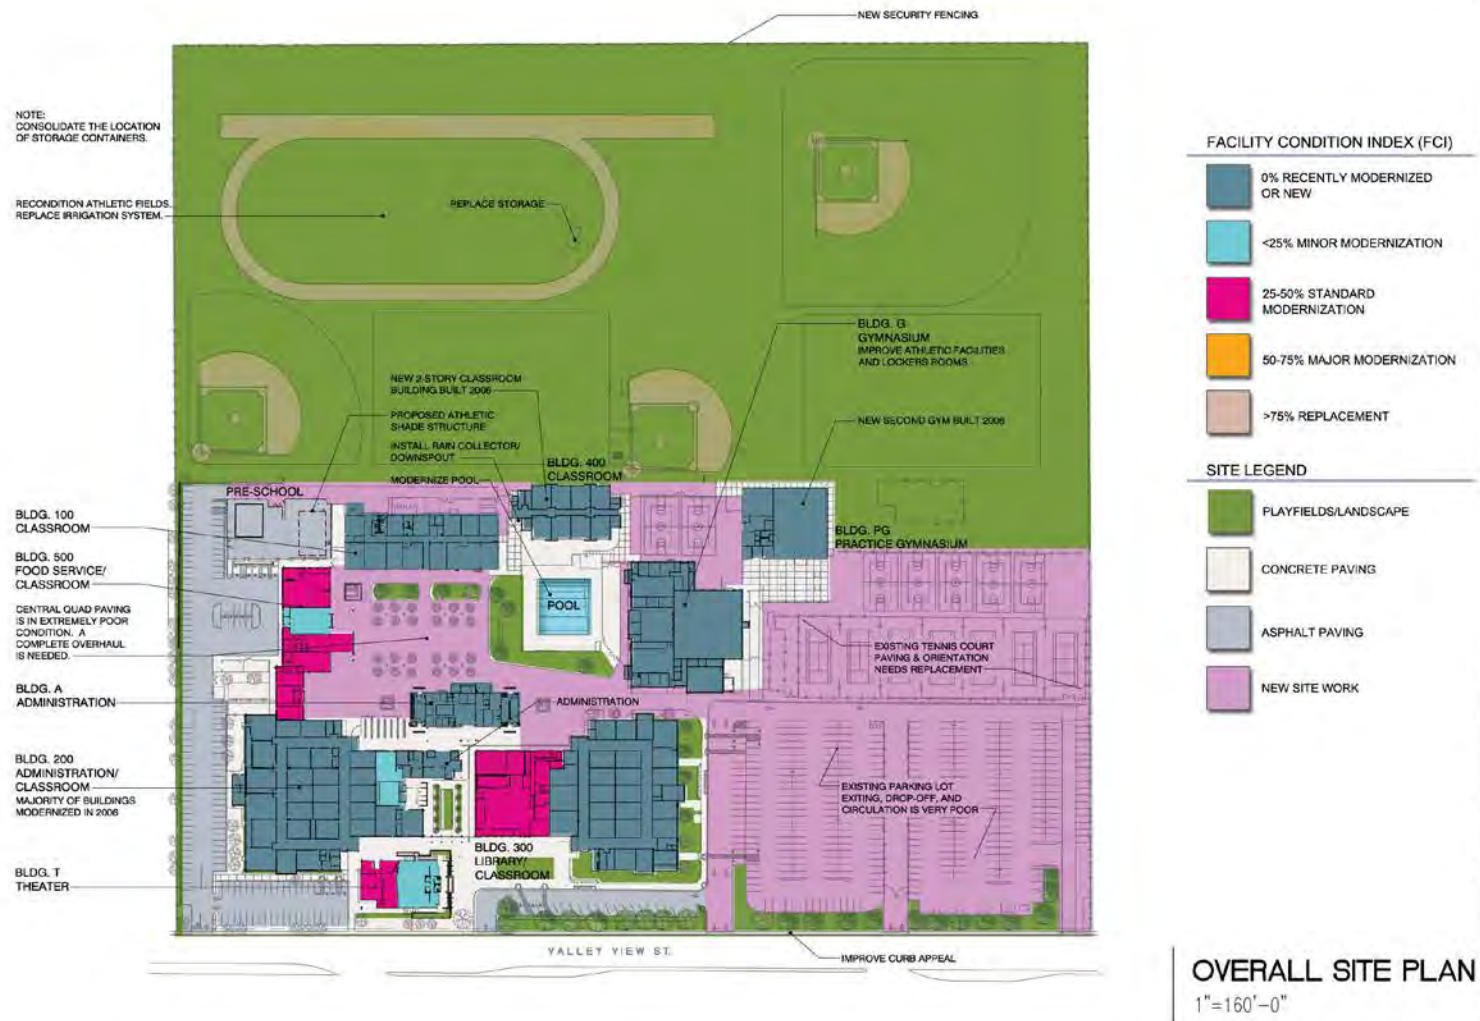 NEW SECURITY FENCING
NOTE:
CONSOLIDATE THE LOCATION
OF STORAGE CONTAINERS.
RECONDITION ATHLETIC FIELDS.
REPLACE IRRIGATION SYSTEM.
REPLACE STORAGE
BLDG. G
GYMNASIUM
IMPROVE ATHLETIC FACILITIES
AND LOCKERS ROOMS
NEW 2-STORY CLASSROOM
BUILDING BUILT 2006
PROPOSED ATHLETIC
SHADE STRUCTURE
INSTALL RAIN COLLECTOR/
DOWNSPOUT
MODERNIZE POOL
NEW SECOND GYM BUILT 2006
BLDG. 400
CLASSROOM
PRE-SCHOOL
BLDG. 100
CLASSROOM
BLDG. 500
FOOD SERVICE/
CLASSROOM
CENTRAL QUAD PAVING
IS IN EXTREMELY POOR
CONDITION. A
COMPLETE OVERHAUL
IS NEEDED.
BLDG. A
ADMINISTRATION
BLDG. 200
ADMINISTRATION/
CLASSROOM
MAJORITY OF BUILDINGS
MODERNIZED IN 2006
BLDG. T
THEATER
POOL
BLDG. PG
PRACTICE GYMNASIUM
EXISTING TENNIS COURT
PAVING & ORIENTATION
NEEDS REPLACEMENT
ADMINISTRATION
EXISTING PARKING LOT
EXITING, DROP-OFF, AND
CIRCULATION IS VERY POOR
BLDG. 300
LIBRARY/
CLASSROOM
VALLEY VIEW ST.
IMPROVE CURB APPEAL
FACILITY CONDITION INDEX (FCI)
0% RECENTLY MODERNIZED
OR NEW
<25% MINOR MODERNIZATION
25-50% STANDARD
MODERNIZATION
50-75% MAJOR MODERNIZATION
>75% REPLACEMENT
SITE LEGEND
PLAYFIELDS/LANDSCAPE
CONCRETE PAVING
ASPHALT PAVING
NEW SITE WORK
OVERALL SITE PLAN
1"=160'-0"